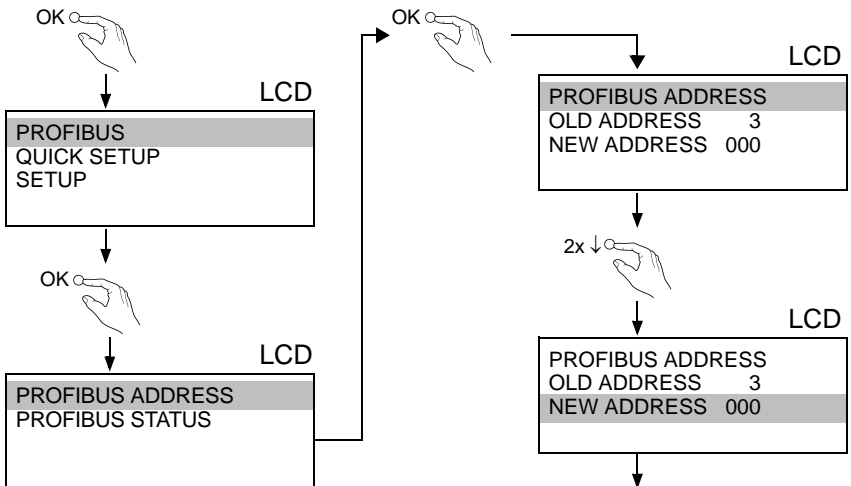 OK
LCD
PROFIBUS
QUICK SETUP
SETUP
OK
LCD
PROFIBUS ADDRESS
PROFIBUS STATUS
OK
LCD
PROFIBUS ADDRESS
OLD ADDRESS 3
NEW ADDRESS 000
2x ↓
LCD
PROFIBUS ADDRESS
OLD ADDRESS 3
NEW ADDRESS 000